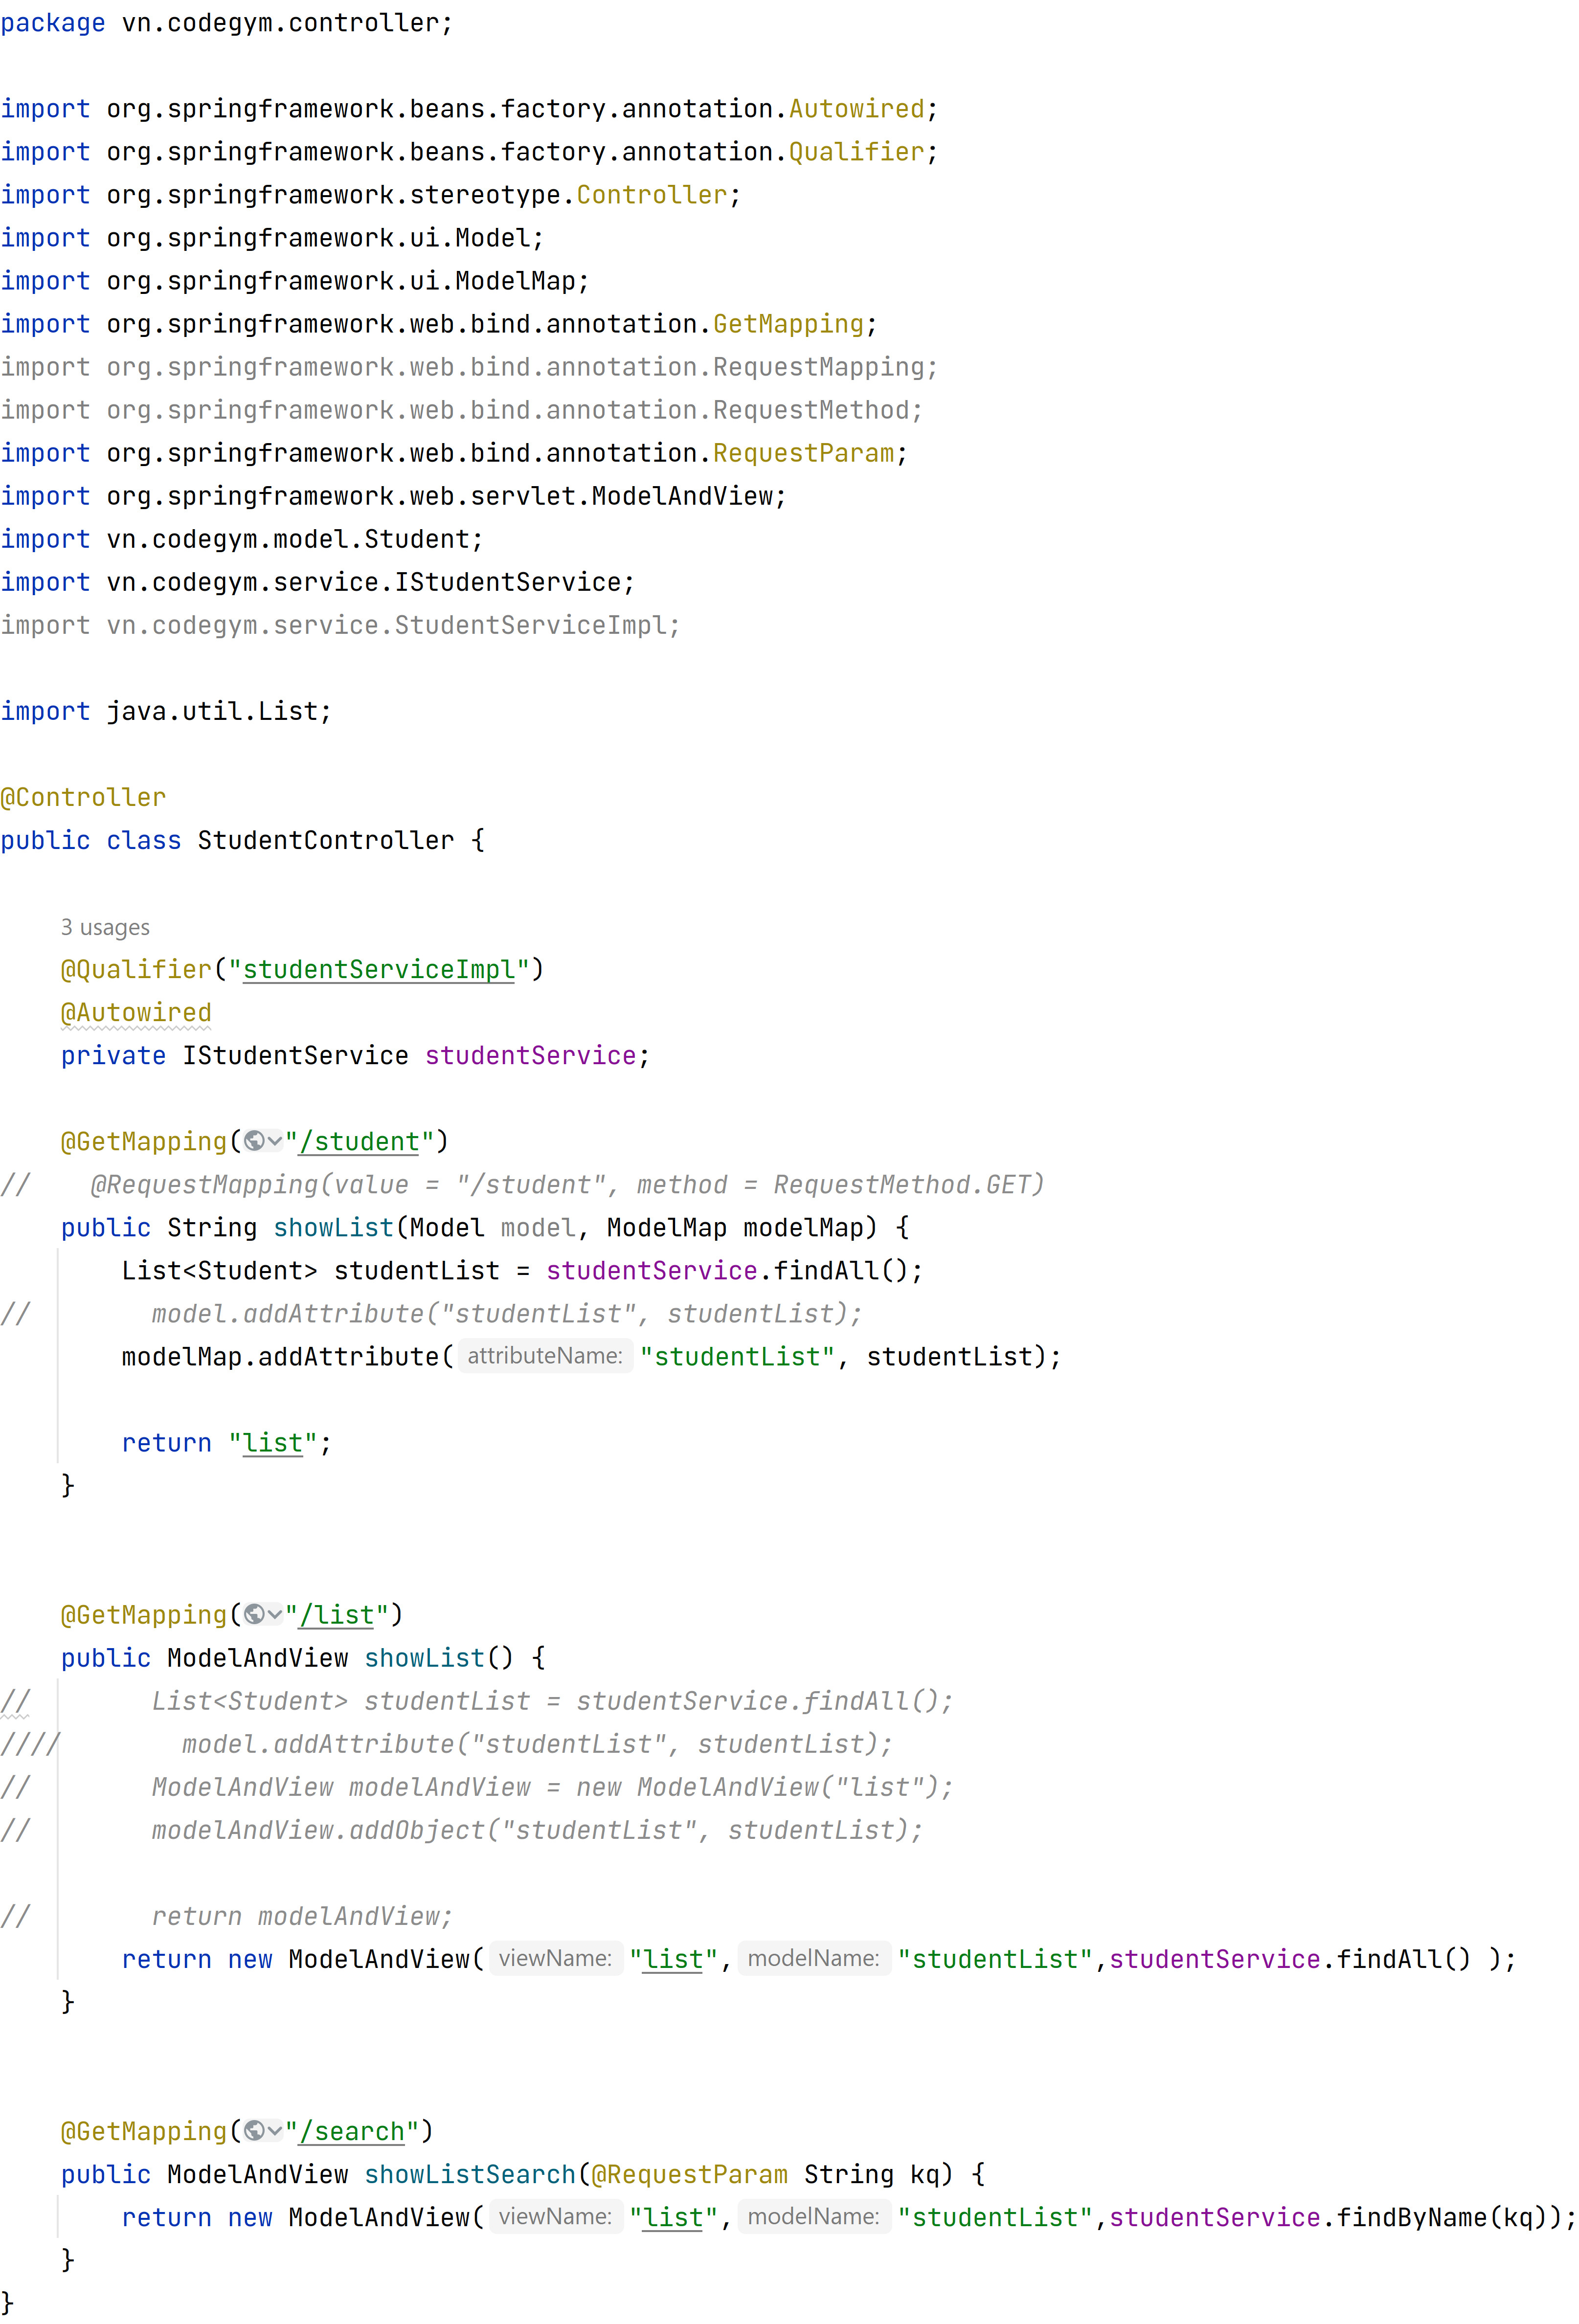 package vn.codegym.controller;
import org.springframework.beans.factory.annotation.Autowired;
import org.springframework.beans.factory.annotation.Qualifier;
import org.springframework.stereotype.Controller;
import org.springframework.ui.Model;
import org.springframework.ui.ModelMap;
import org.springframework.web.bind.annotation.GetMapping;
import org.springframework.web.bind.annotation.RequestMapping;
import org.springframework.web.bind.annotation.RequestMethod;
import org.springframework.web.bind.annotation.RequestParam;
import org.springframework.web.servlet.ModelAndView;
import vn.codegym.model.Student;
import vn.codegym.service.IStudentService;
import vn.codegym.service.StudentServiceImpl;
import java.util.List;
@Controller
public class StudentController {
3 usages
@Qualifier("studentServiceImpl")
@Autowired
private IStudentService studentService;
@GetMapping("/student")
//    @RequestMapping(value = "/student", method = RequestMethod.GET)
public String showList(Model model, ModelMap modelMap) {
List<Student> studentList = studentService.findAll();
//        model.addAttribute("studentList", studentList);
modelMap.addAttribute( attributeName: "studentList", studentList);
return "list";
}
@GetMapping("/list")
public ModelAndView showList() {
//        List<Student> studentList = studentService.findAll();
////        model.addAttribute("studentList", studentList);
//        ModelAndView modelAndView = new ModelAndView("list");
//        modelAndView.addObject("studentList", studentList);
//        return modelAndView;
return new ModelAndView( viewName: "list", modelName: "studentList",studentService.findAll() );
}
@GetMapping("/search")
public ModelAndView showListSearch(@RequestParam String kq) {
return new ModelAndView( viewName: "list", modelName: "studentList",studentService.findByName(kq));
}
}